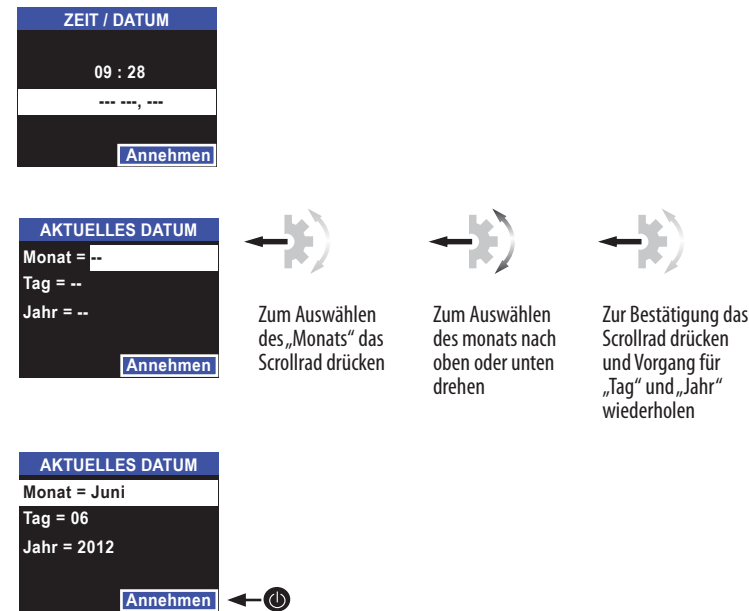 ZEIT / DATUM
09 : 28
--- ---, ---
Annehmen
AKTUELLES DATUM
Monat = --
Tag = --
Jahr = --
Annehmen
Zum Auswählen
des „Monats“ das
Scrollrad drücken
Zum Auswählen
des monats nach
oben oder unten
drehen
Zur Bestätigung das
Scrollrad drücken
und Vorgang für
„Tag“ und „Jahr“
wiederholen
AKTUELLES DATUM
Monat = Juni
Tag = 06
Jahr = 2012
Annehmen